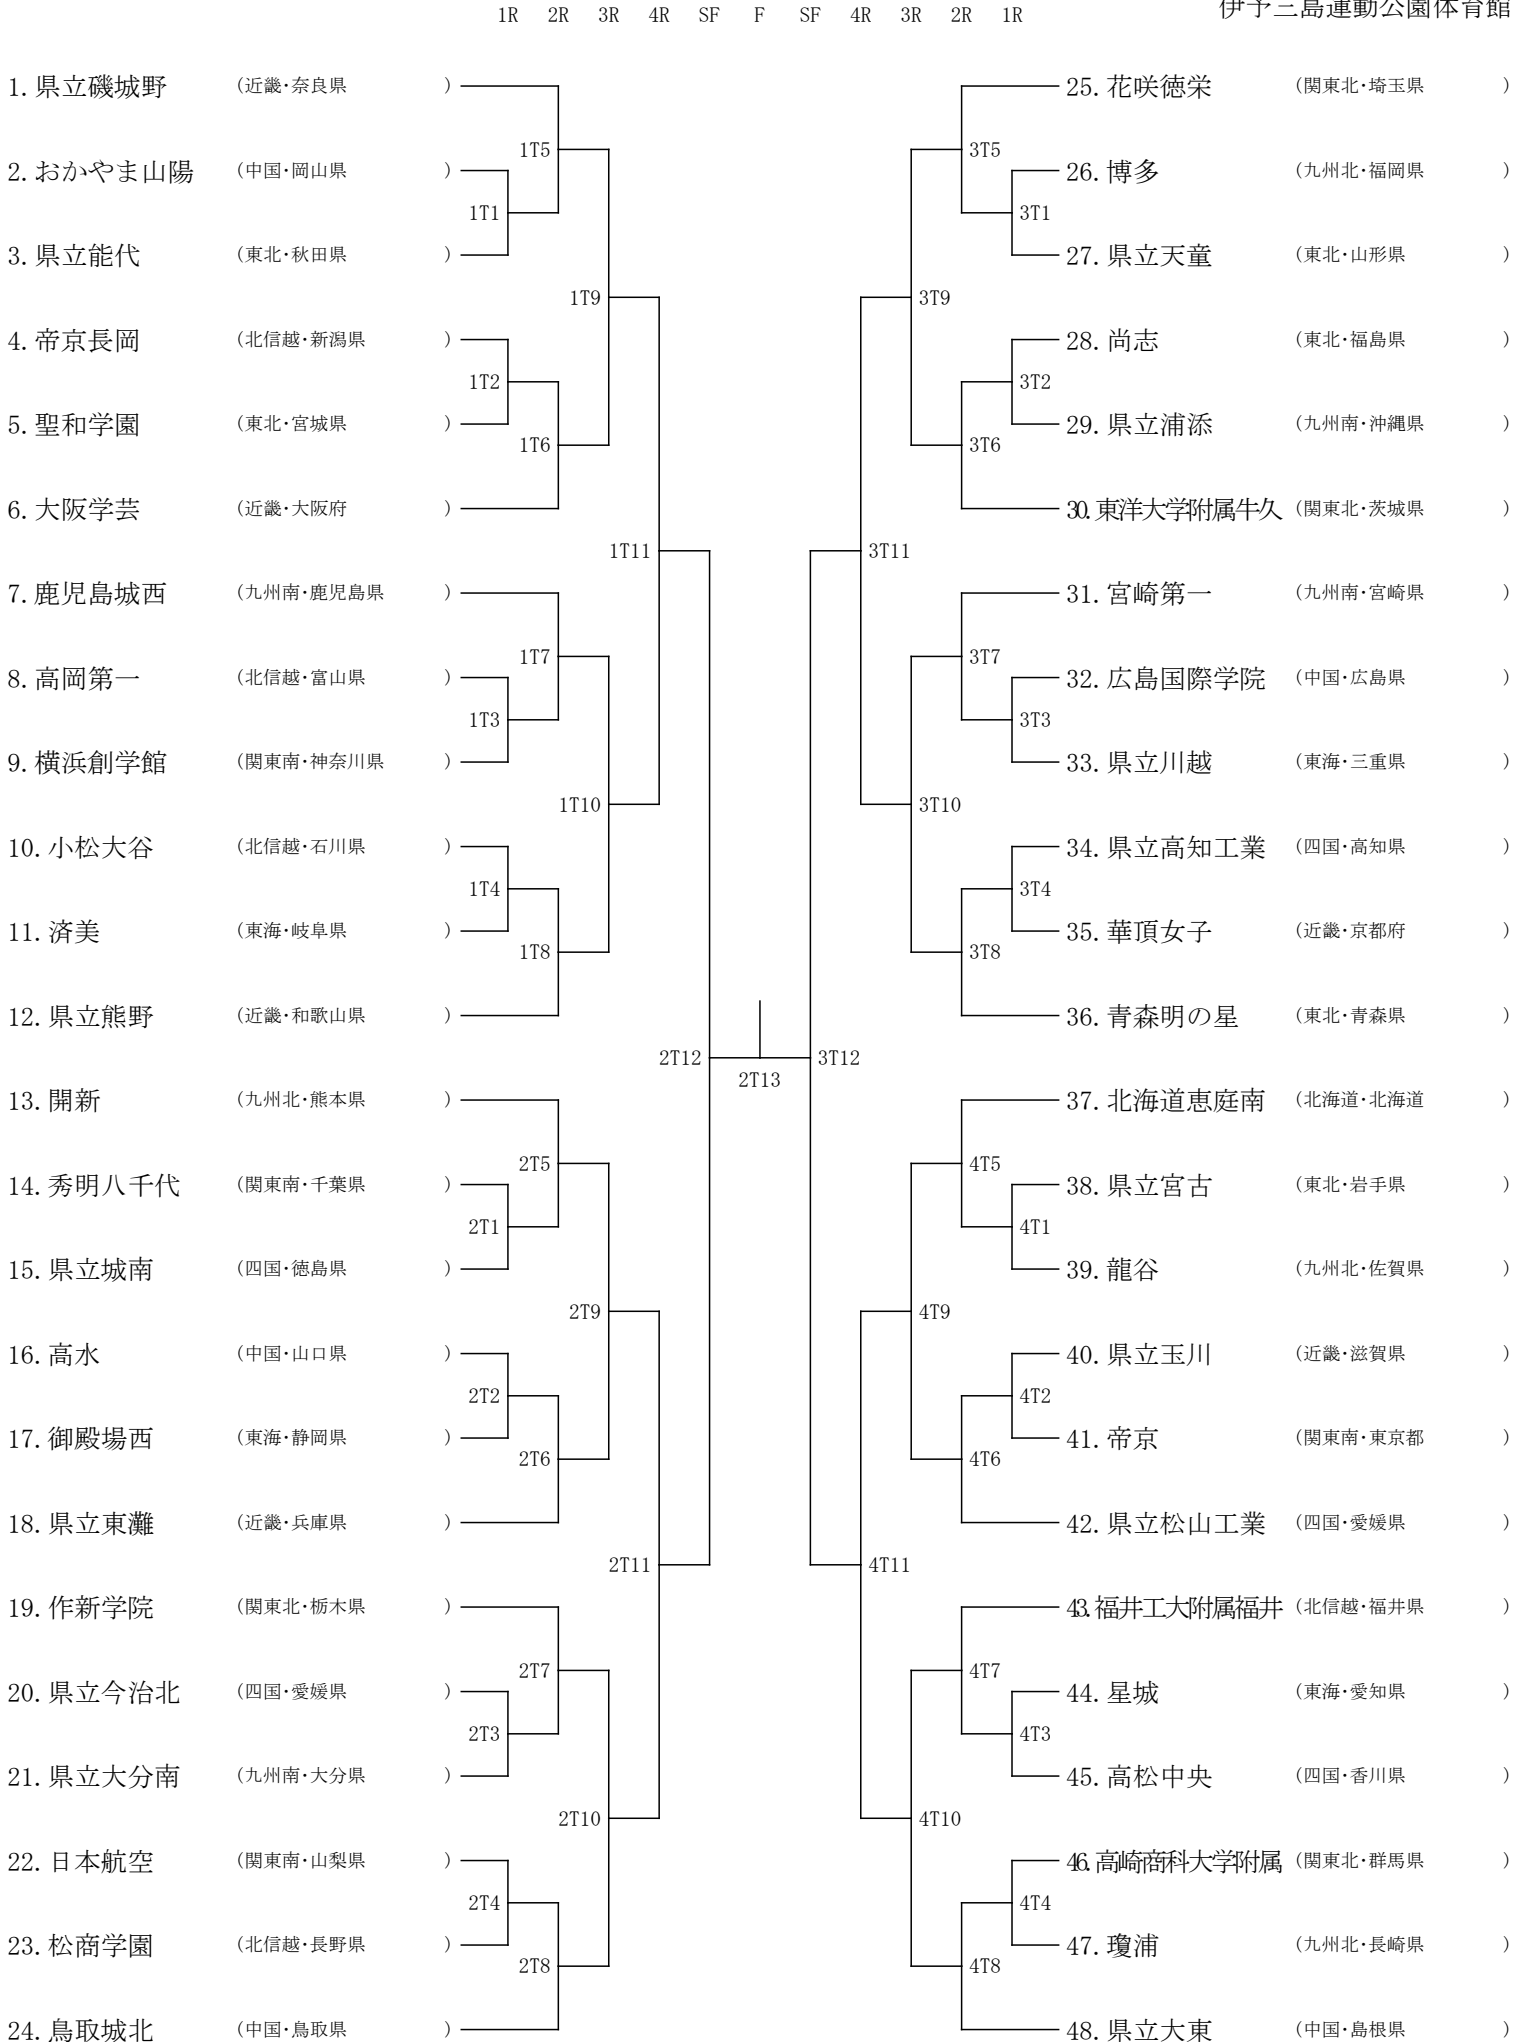 伊予三島運動公園体育館
1R 2R 3R 4R SF F SF 4R 3R 2R 1R
1. 県立磯城野 (近畿・奈良県 )
2. おかやま山陽 (中国・岡山県 )
3. 県立能代 (東北・秋田県 )
4. 帝京長岡 (北信越・新潟県 )
5. 聖和学園 (東北・宮城県 )
6. 大阪学芸 (近畿・大阪府 )
7. 鹿児島城西 (九州南・鹿児島県 )
8. 高岡第一 (北信越・富山県 )
9. 横浜創学館 (関東南・神奈川県 )
10. 小松大谷 (北信越・石川県 )
11. 済美 (東海・岐阜県 )
12. 県立熊野 (近畿・和歌山県 )
13. 開新 (九州北・熊本県 )
14. 秀明八千代 (関東南・千葉県 )
15. 県立城南 (四国・徳島県 )
16. 高水 (中国・山口県 )
17. 御殿場西 (東海・静岡県 )
18. 県立東灘 (近畿・兵庫県 )
19. 作新学院 (関東北・栃木県 )
20. 県立今治北 (四国・愛媛県 )
21. 県立大分南 (九州南・大分県 )
22. 日本航空 (関東南・山梨県 )
23. 松商学園 (北信越・長野県 )
24. 鳥取城北 (中国・鳥取県 )
1T5
1T1
1T9
1T2
1T6
1T11
1T7
1T3
1T10
1T4
1T8
2T12
2T5
2T1
2T9
2T2
2T6
2T11
2T7
2T3
2T10
2T4
2T8
2T13
3T5
3T1
3T9
3T2
3T6
3T11
3T7
3T3
3T10
3T4
3T8
3T12
4T5
4T1
4T9
4T2
4T6
4T11
4T7
4T3
4T10
4T4
4T8
25. 花咲徳栄 (関東北・埼玉県 )
26. 博多 (九州北・福岡県 )
27. 県立天童 (東北・山形県 )
28. 尚志 (東北・福島県 )
29. 県立浦添 (九州南・沖縄県 )
30. 東洋大学附属牛久 (関東北・茨城県 )
31. 宮崎第一 (九州南・宮崎県 )
32. 広島国際学院 (中国・広島県 )
33. 県立川越 (東海・三重県 )
34. 県立高知工業 (四国・高知県 )
35. 華頂女子 (近畿・京都府 )
36. 青森明の星 (東北・青森県 )
37. 北海道恵庭南 (北海道・北海道 )
38. 県立宮古 (東北・岩手県 )
39. 龍谷 (九州北・佐賀県 )
40. 県立玉川 (近畿・滋賀県 )
41. 帝京 (関東南・東京都 )
42. 県立松山工業 (四国・愛媛県 )
43. 福井工大附属福井 (北信越・福井県 )
44. 星城 (東海・愛知県 )
45. 高松中央 (四国・香川県 )
46. 高崎商科大学附属 (関東北・群馬県 )
47. 瓊浦 (九州北・長崎県 )
48. 県立大東 (中国・島根県 )